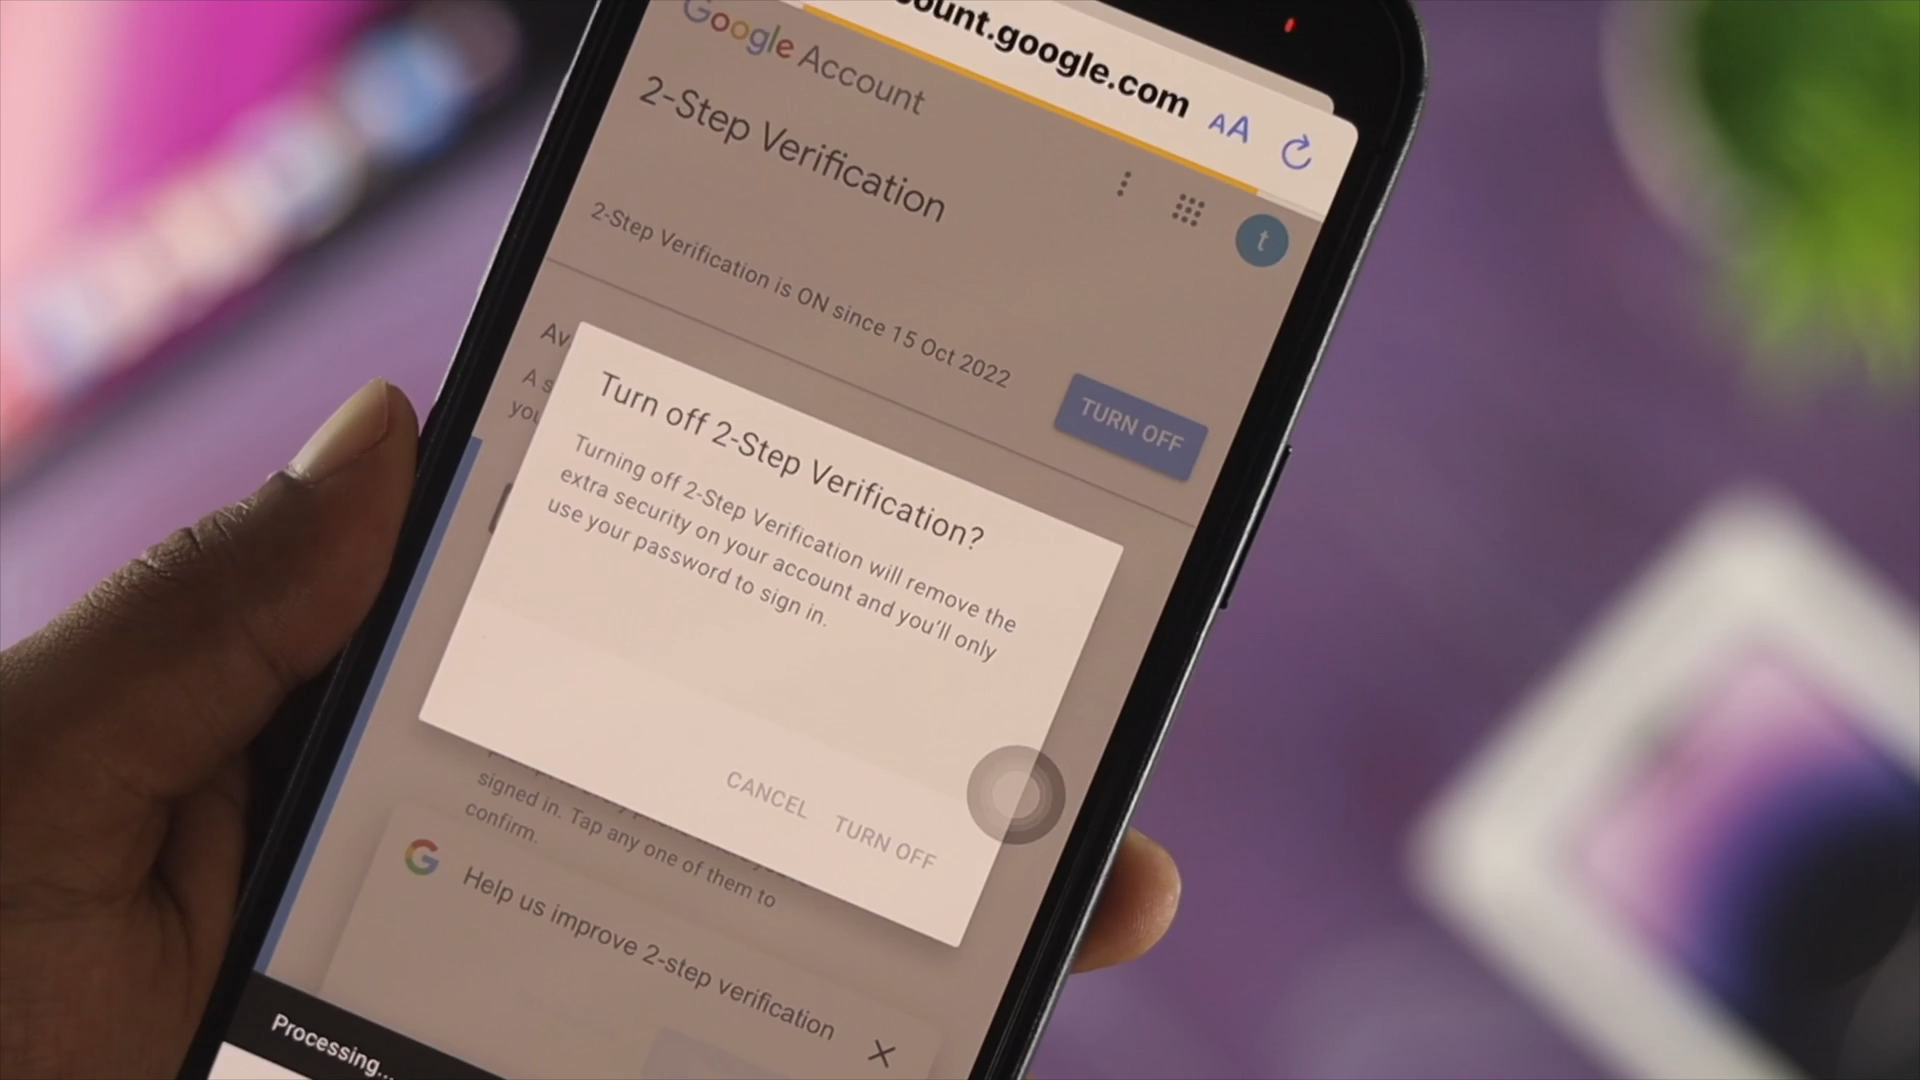 ount.google.com AA
Google Account
2-Step Verification
t
2-Step Verification is ON since 15 Oct 2022
TURN OFF
Turn off 2-Step Verification?
Turning off 2-Step Verification will remove the
extra security on your account and you'll only
use your password to sign in.
CANCEL TURN OFF
signed in. Tap any one of them to
confirm.
G Help us improve 2-step verification
Processing...